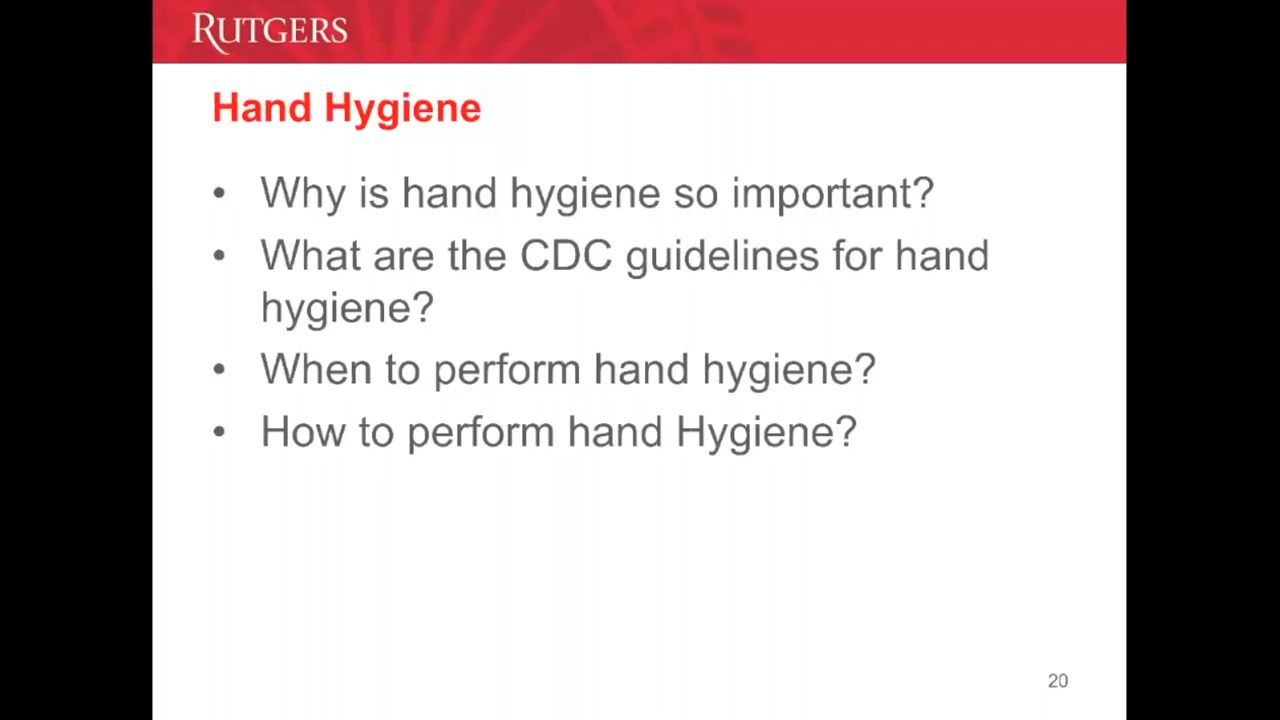 RUTGERS
Hand Hygiene
• Why is hand hygiene so important?
• What are the CDC guidelines for hand
hygiene?
• When to perform hand hygiene?
• How to perform hand Hygiene?
20